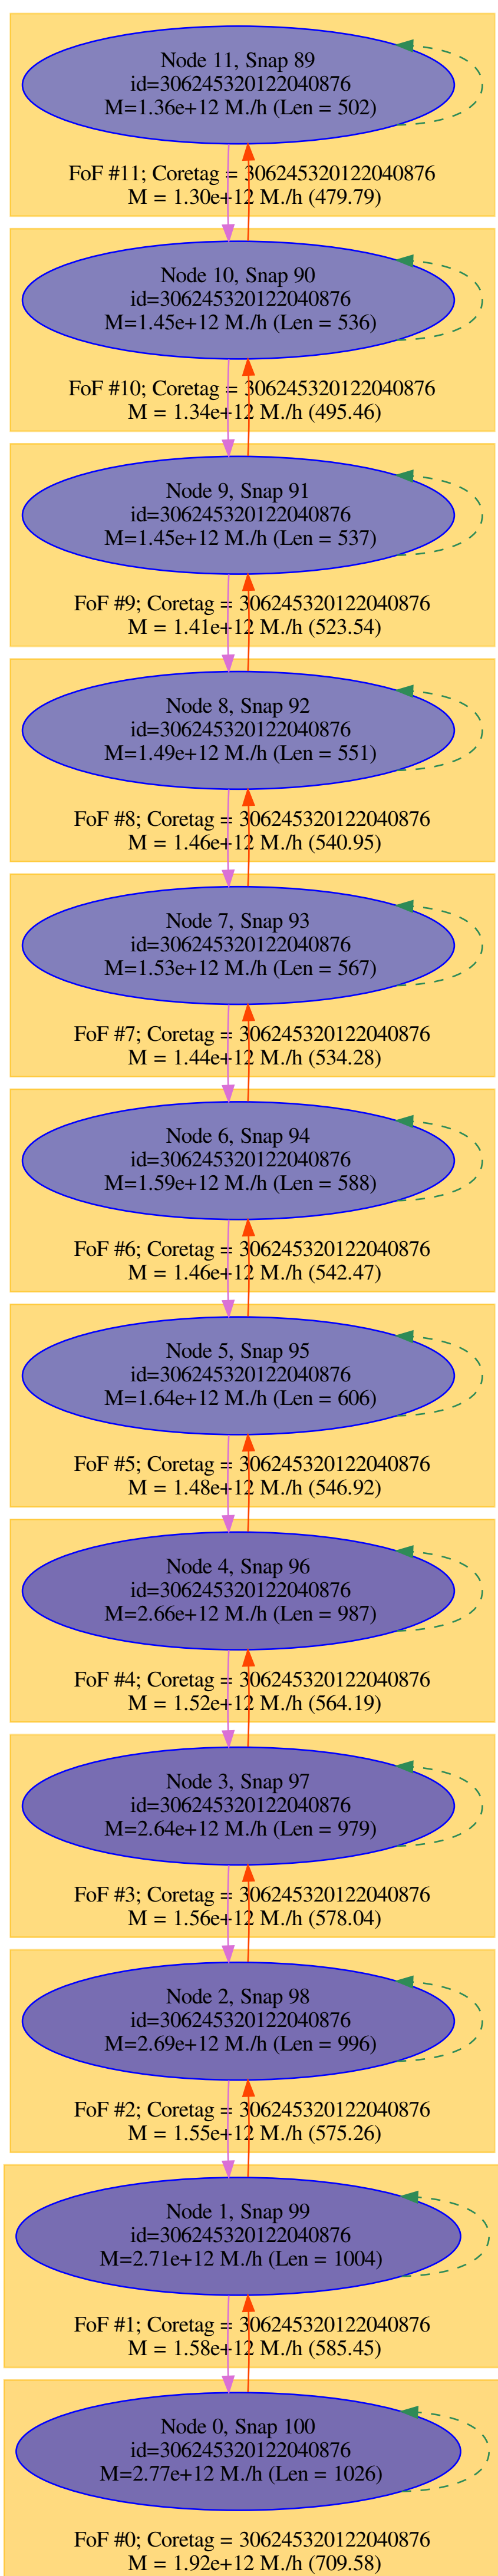 Node 11, Snap 89
id=306245320122040876
M=1.36e+12 M./h (Len = 502)
FoF #11; Coretag = 306245320122040876
M = 1.30e+12 M./h (479.79)
Node 10, Snap 90
id=306245320122040876
M=1.45e+12 M./h (Len = 536)
FoF #10; Coretag = 306245320122040876
M = 1.34e+12 M./h (495.46)
Node 9, Snap 91
id=306245320122040876
M=1.45e+12 M./h (Len = 537)
FoF #9; Coretag = 306245320122040876
M = 1.41e+12 M./h (523.54)
Node 8, Snap 92
id=306245320122040876
M=1.49e+12 M./h (Len = 551)
FoF #8; Coretag = 306245320122040876
M = 1.46e+12 M./h (540.95)
Node 7, Snap 93
id=306245320122040876
M=1.53e+12 M./h (Len = 567)
FoF #7; Coretag = 306245320122040876
M = 1.44e+12 M./h (534.28)
Node 6, Snap 94
id=306245320122040876
M=1.59e+12 M./h (Len = 588)
FoF #6; Coretag = 306245320122040876
M = 1.46e+12 M./h (542.47)
Node 5, Snap 95
id=306245320122040876
M=1.64e+12 M./h (Len = 606)
FoF #5; Coretag = 306245320122040876
M = 1.48e+12 M./h (546.92)
Node 4, Snap 96
id=306245320122040876
M=2.66e+12 M./h (Len = 987)
FoF #4; Coretag = 306245320122040876
M = 1.52e+12 M./h (564.19)
Node 3, Snap 97
id=306245320122040876
M=2.64e+12 M./h (Len = 979)
FoF #3; Coretag = 306245320122040876
M = 1.56e+12 M./h (578.04)
Node 2, Snap 98
id=306245320122040876
M=2.69e+12 M./h (Len = 996)
FoF #2; Coretag = 306245320122040876
M = 1.55e+12 M./h (575.26)
Node 1, Snap 99
id=306245320122040876
M=2.71e+12 M./h (Len = 1004)
FoF #1; Coretag = 306245320122040876
M = 1.58e+12 M./h (585.45)
Node 0, Snap 100
id=306245320122040876
M=2.77e+12 M./h (Len = 1026)
FoF #0; Coretag = 306245320122040876
M = 1.92e+12 M./h (709.58)